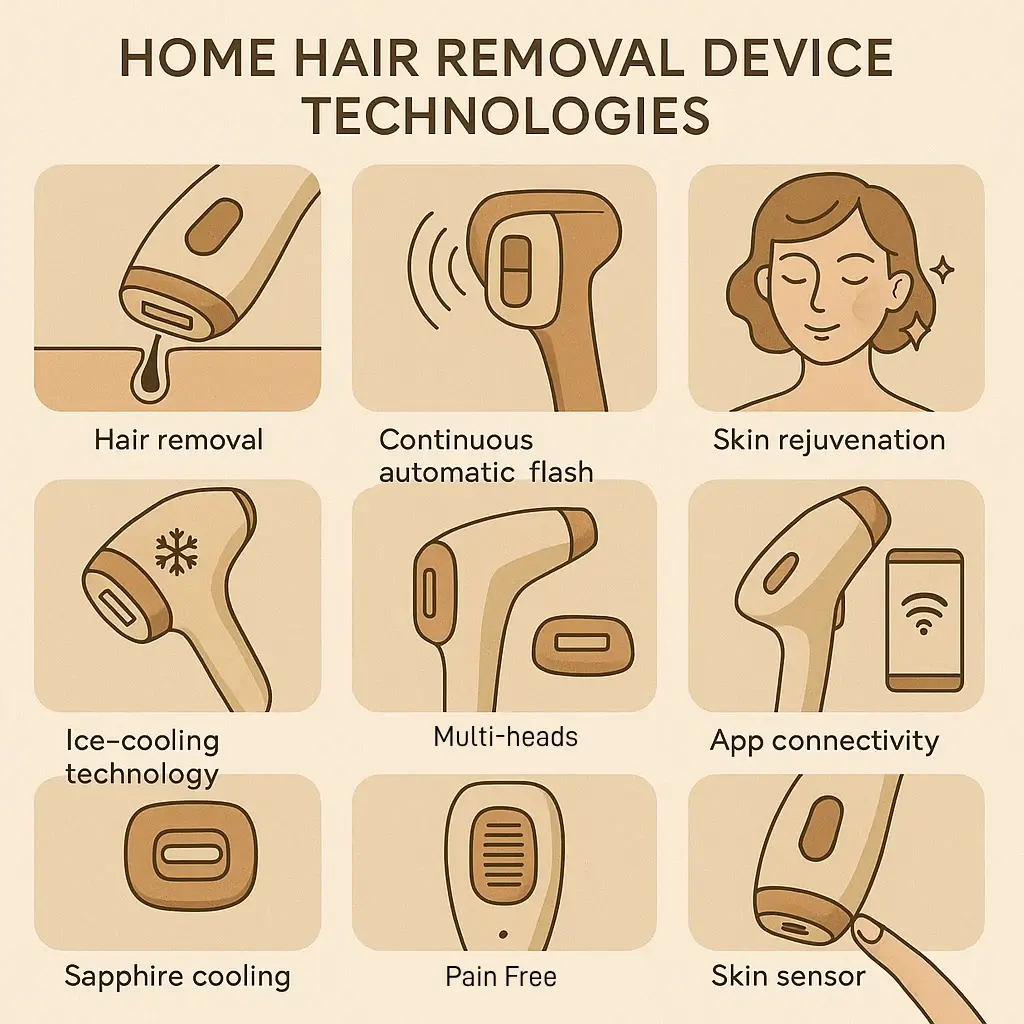 HOME HAIR REMOVAL DEVICE
TECHNOLOGIES
Hair removal
Continuous
automatic flash
Skin rejuvenation
Ice-cooling
technology
Multi-heads
App connectivity
Sapphire cooling
Pain Free
Skin sensor